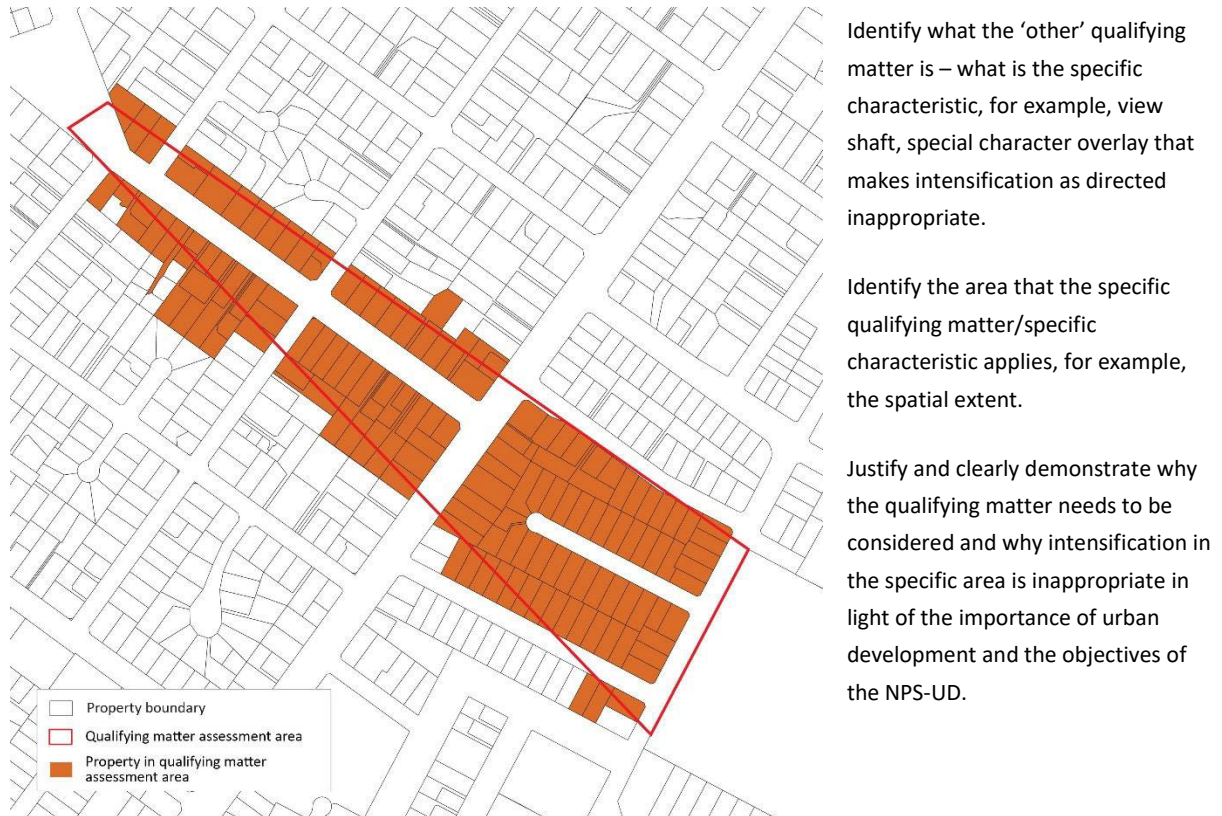 Identify what the ‘other’ qualifying
matter is – what is the specific
characteristic, for example, view
shaft, special character overlay that
makes intensification as directed
inappropriate.
Identify the area that the specific
qualifying matter/specific
characteristic applies, for example,
the spatial extent.
Justify and clearly demonstrate why
the qualifying matter needs to be
considered and why intensification in
the specific area is inappropriate in
light of the importance of urban
development and the objectives of
the NPS-UD.
Property boundary
Qualifying matter assessment area
Property in qualifying matter
assessment area